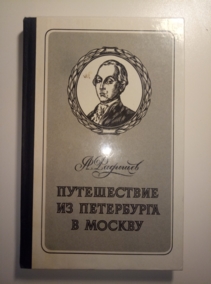 А. Радищев
ПУТЕШЕСТВИЕ
ИЗ ПЕТЕРБУРГА
В МОСКВУ